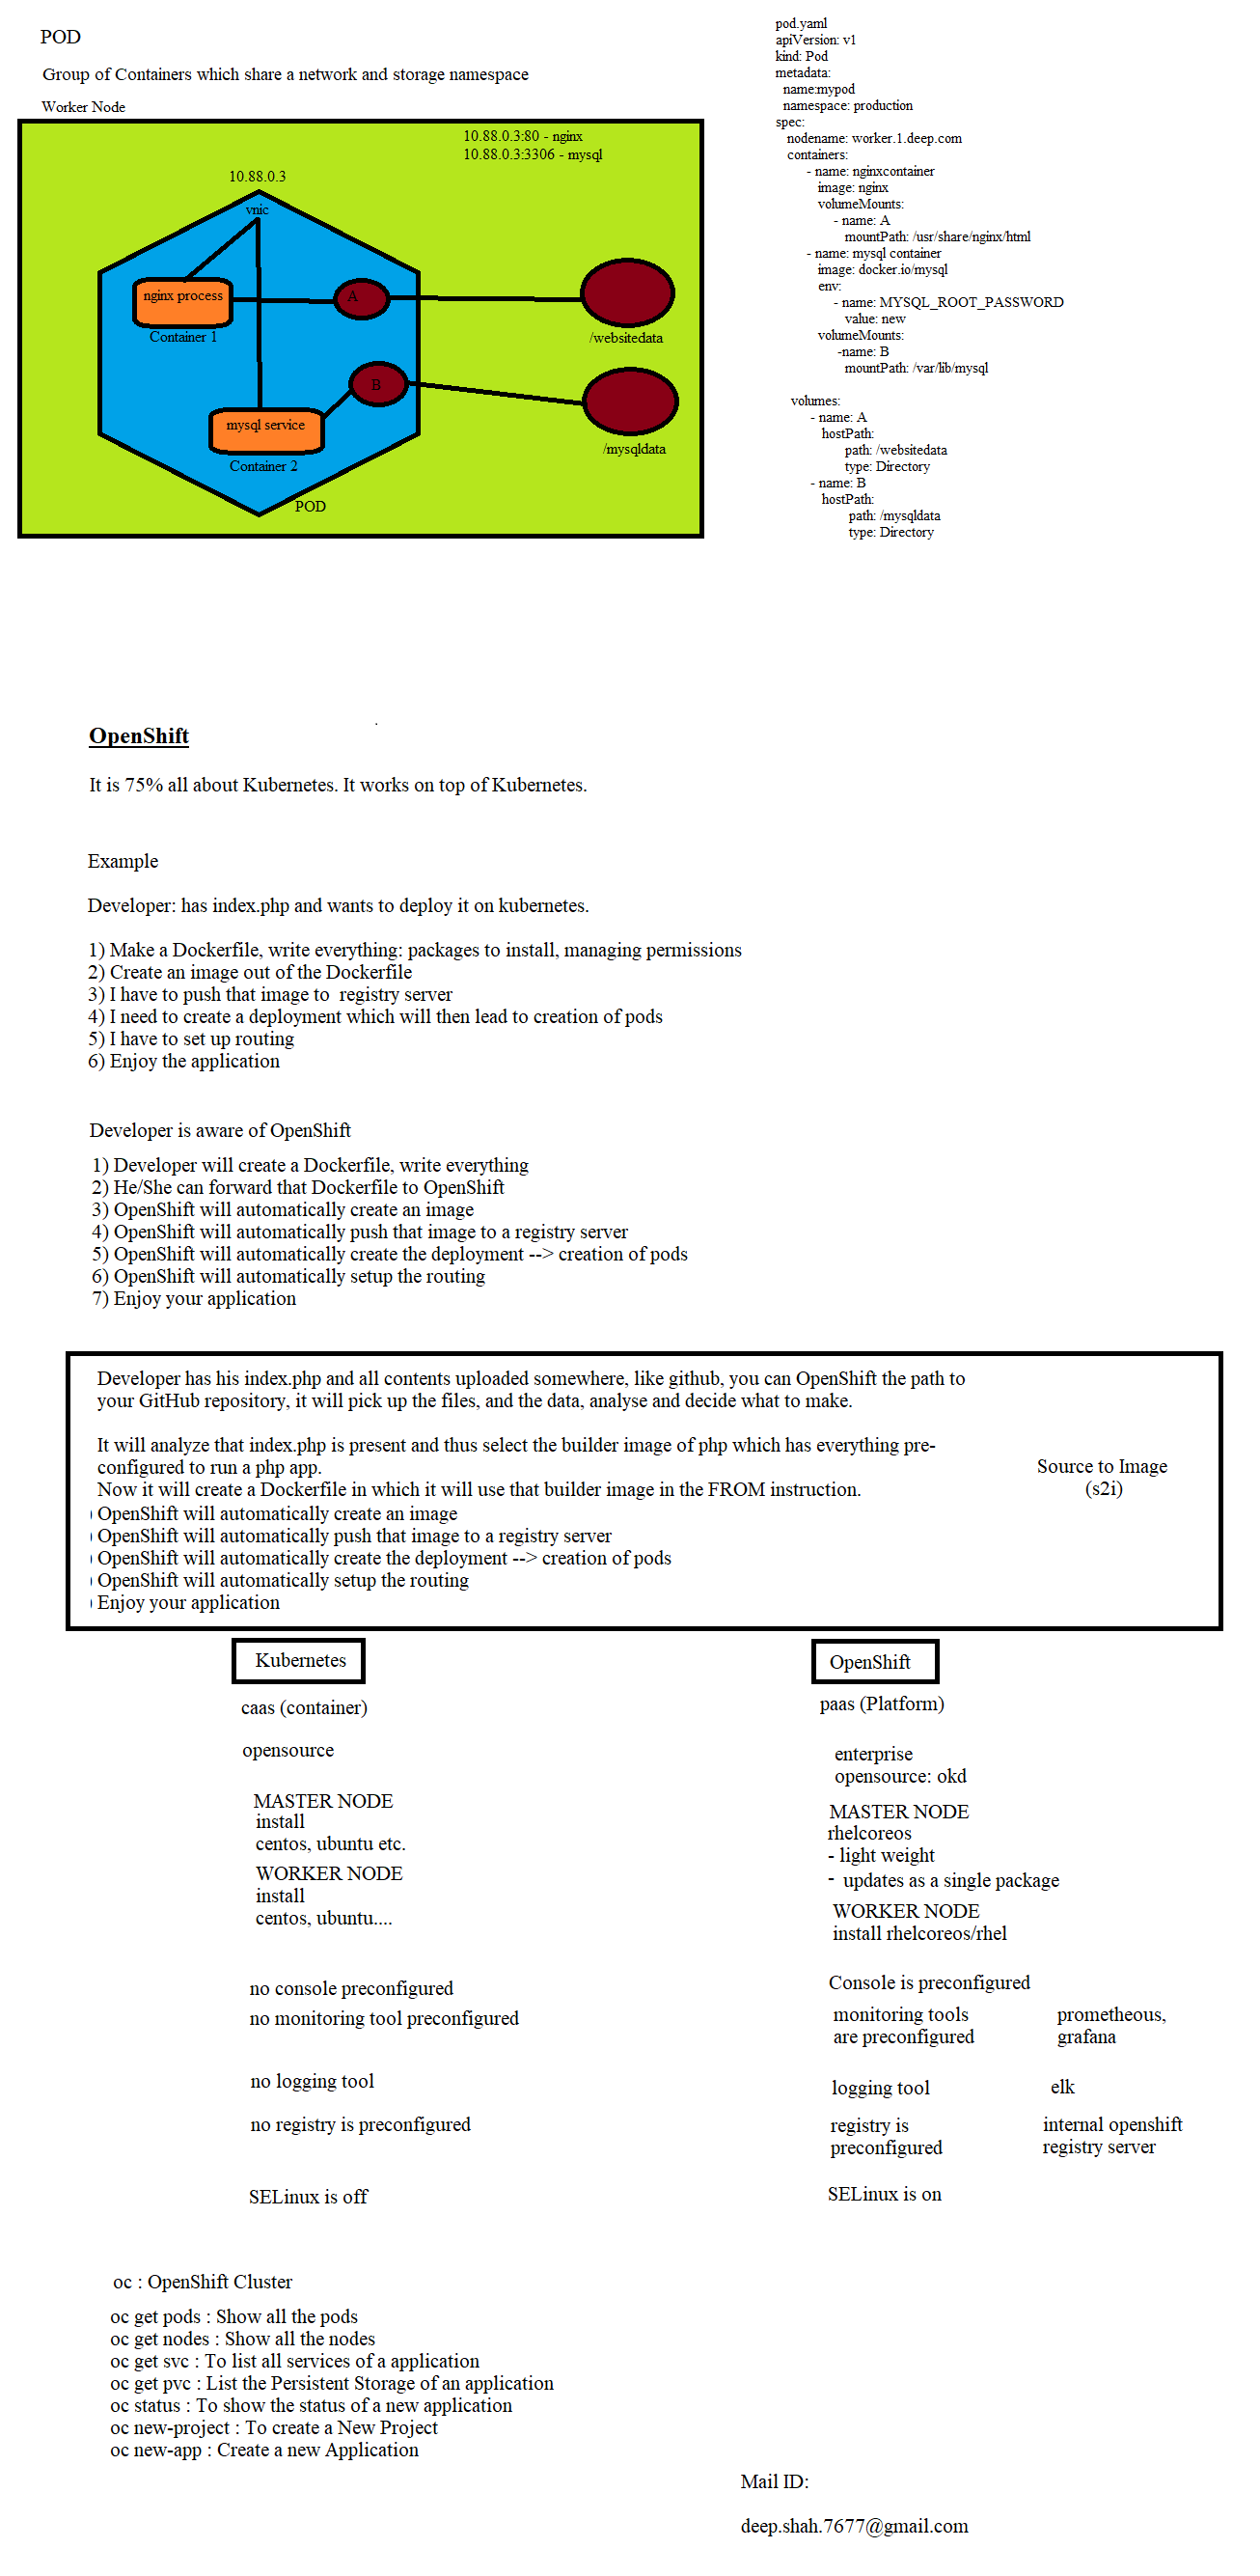 POD
Group of Containers which share a network and storage namespace
Worker Node
10.88.0.3:80 - nginx
10.88.0.3:3306 - mysql
10.88.0.3
vnic
nginx process
A
Container 1
/websitedata
B
mysql service
/mysqldata
Container 2
POD
pod.yaml
apiVersion: v1
kind: Pod
metadata:
name:mypod
namespace: production
spec:
nodename: worker.1.deep.com
containers:
- name: nginxcontainer
image: nginx
volumeMounts:
- name: A
mountPath: /usr/share/nginx/html
- name: mysql container
image: docker.io/mysql
env:
- name: MYSQL_ROOT_PASSWORD
value: new
volumeMounts:
-name: B
mountPath: /var/lib/mysql
volumes:
- name: A
hostPath:
path: /websitedata
type: Directory
- name: B
hostPath:
path: /mysqldata
type: Directory
OpenShift
It is 75% all about Kubernetes. It works on top of Kubernetes.
Example
Developer: has index.php and wants to deploy it on kubernetes.
1) Make a Dockerfile, write everything: packages to install, managing permissions
2) Create an image out of the Dockerfile
3) I have to push that image to  registry server
4) I need to create a deployment which will then lead to creation of pods
5) I have to set up routing
6) Enjoy the application
Developer is aware of OpenShift
1) Developer will create a Dockerfile, write everything
2) He/She can forward that Dockerfile to OpenShift
3) OpenShift will automatically create an image
4) OpenShift will automatically push that image to a registry server
5) OpenShift will automatically create the deployment --> creation of pods
6) OpenShift will automatically setup the routing
7) Enjoy your application
Developer has his index.php and all contents uploaded somewhere, like github, you can OpenShift the path to
your GitHub repository, it will pick up the files, and the data, analyse and decide what to make.
It will analyze that index.php is present and thus select the builder image of php which has everything pre-
configured to run a php app.
Now it will create a Dockerfile in which it will use that builder image in the FROM instruction.
) OpenShift will automatically create an image
) OpenShift will automatically push that image to a registry server
) OpenShift will automatically create the deployment --> creation of pods
) OpenShift will automatically setup the routing
) Enjoy your application
Source to Image
(s2i)
Kubernetes
caas (container)
opensource
MASTER NODE
install
centos, ubuntu etc.
WORKER NODE
install
centos, ubuntu....
no console preconfigured
no monitoring tool preconfigured
no logging tool
no registry is preconfigured
SELinux is off
OpenShift
paas (Platform)
enterprise
opensource: okd
MASTER NODE
rhelcoreos
- light weight
- updates as a single package
WORKER NODE
install rhelcoreos/rhel
Console is preconfigured
monitoring tools
are preconfigured
prometheous,
grafana
logging tool
elk
registry is
preconfigured
internal openshift
registry server
SELinux is on
oc : OpenShift Cluster
oc get pods : Show all the pods
oc get nodes : Show all the nodes
oc get svc : To list all services of a application
oc get pvc : List the Persistent Storage of an application
oc status : To show the status of a new application
oc new-project : To create a New Project
oc new-app : Create a new Application
Mail ID:
deep.shah.7677@gmail.com